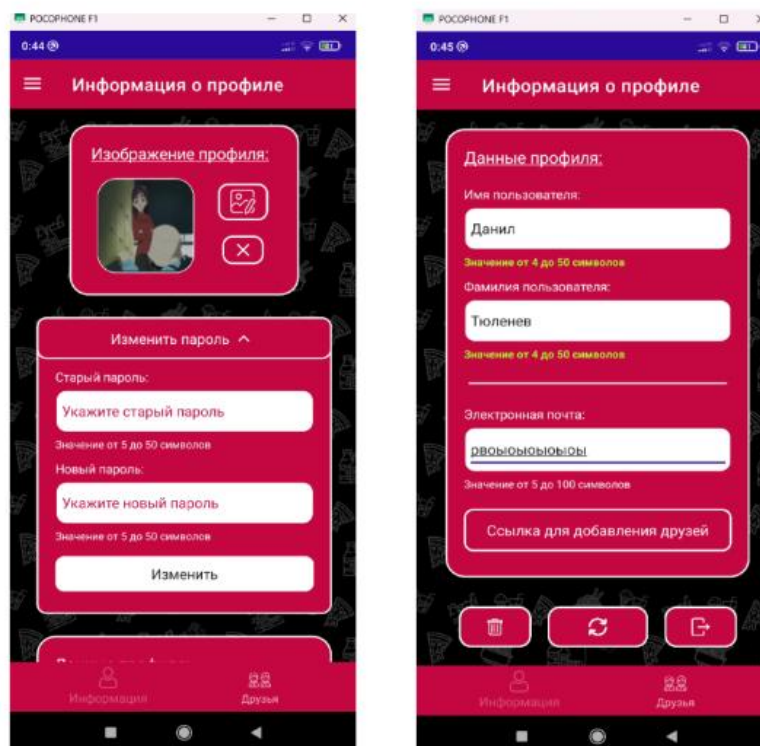 POCOPHONE F1
0:44
Информация о профиле
Изображение профиля:
Изменить пароль
Старый пароль:
Укажите старый пароль
Значение от 5 до 50 символов
Новый пароль:
Укажите новый пароль
Значение от 5 до 50 символов
Изменить
Информация
Друзья
POCOPHONE F1
0:45
Информация о профиле
Данные профиля:
Имя пользователя:
Данил
Значение от 4 до 50 символов
Фамилия пользователя:
Тюленев
Значение от 4 до 50 символов
Электронная почта:
рвоыоыоыоыоы
Значение от 5 до 100 символов
Ссылка для добавления друзей
Информация
Друзья